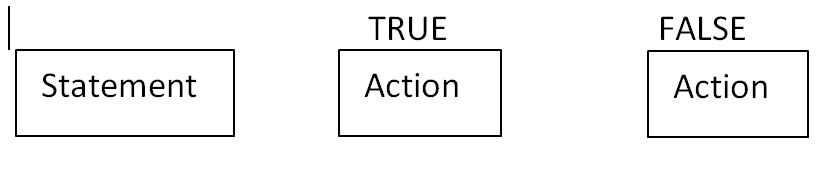 TRUE FALSE
Statement Action Action